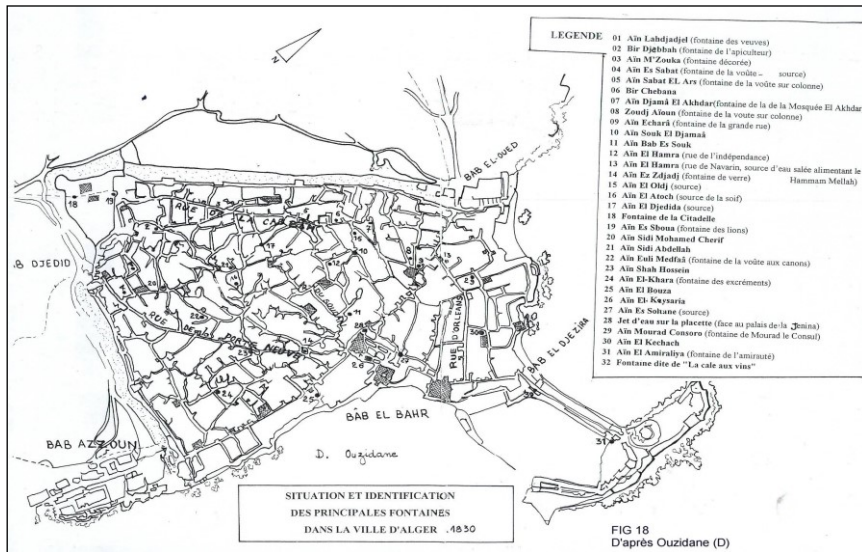 LEGENDE
01 Aïn Lahdjadjel (fontaine des veuves)
02 Bir Djebbah (fontaine de l'apiculteur)
03 Aïn M'Zouka (fontaine décorée)
04 Aïn Es Sabat (fontaine de la voûte – source)
05 Aïn Sabat EL Ars (fontaine de la voûte sur colonne)
06 Bir Chebana
07 Aïn Djamâ El Akhdar(fontaine de la de la Mosquée El Akhdar
08 Zoudj Aïoun (fontaine de la voute sur colonne)
09 Aïn Echarâ (fontaine de la grande rue)
10 Aïn Souk El Djamaâ
11 Aïn Bab Es Souk
12 Aïn El Hamra (rue de l'indépendance)
13 Aïn El Hamra (rue de Navarin, source d'eau salée alimentant le
14 Aïn Ez Zdjadj (fontaine de verre) Hammam Mellah)
15 Aïn El Oldj (source)
16 Aïn El Atoch (source de la soif)
17 Aïn El Djedida (source)
18 Fontaine de la Citadelle
19 Aïn Es Sboua (fontaine des lions)
20 Aïn Sidi Mohamed Cherif
21 Aïn Sidi Abdellah
22 Aïn Euli Medfaâ (fontaine de la voûte aux canons)
23 Aïn Shah Hossein
24 Aïn El-Khara (fontaine des excréments)
25 Aïn El Bouza
26 Aïn El- Kaysaria
27 Aïn Es Sohane (source)
28 Jet d'eau sur la placette (face au palais de la Jenina)
29 Aïn Mourad Consoro (fontaine de Mourad le Consul)
30 Aïn El Kechach
31 Aïn El Amiraliya (fontaine de l'amirauté)
32 Fontaine dite de "La cale aux vins"
N
BAB EL OUED
18
19
RUE DE LA CASBAH
B DJEDID
RUE DE LA PORTE NEUVE
RUE D'ORLEANS
BAB EL DJEZIRA
BÂB EL BAHR
BAB AZZOUN
D. Ouzidane
SITUATION ET IDENTIFICATION
DES PRINCIPALES FONTAINES
DANS LA VILLE D'ALGER .1830
FIG 18
D'après Ouzidane (D)